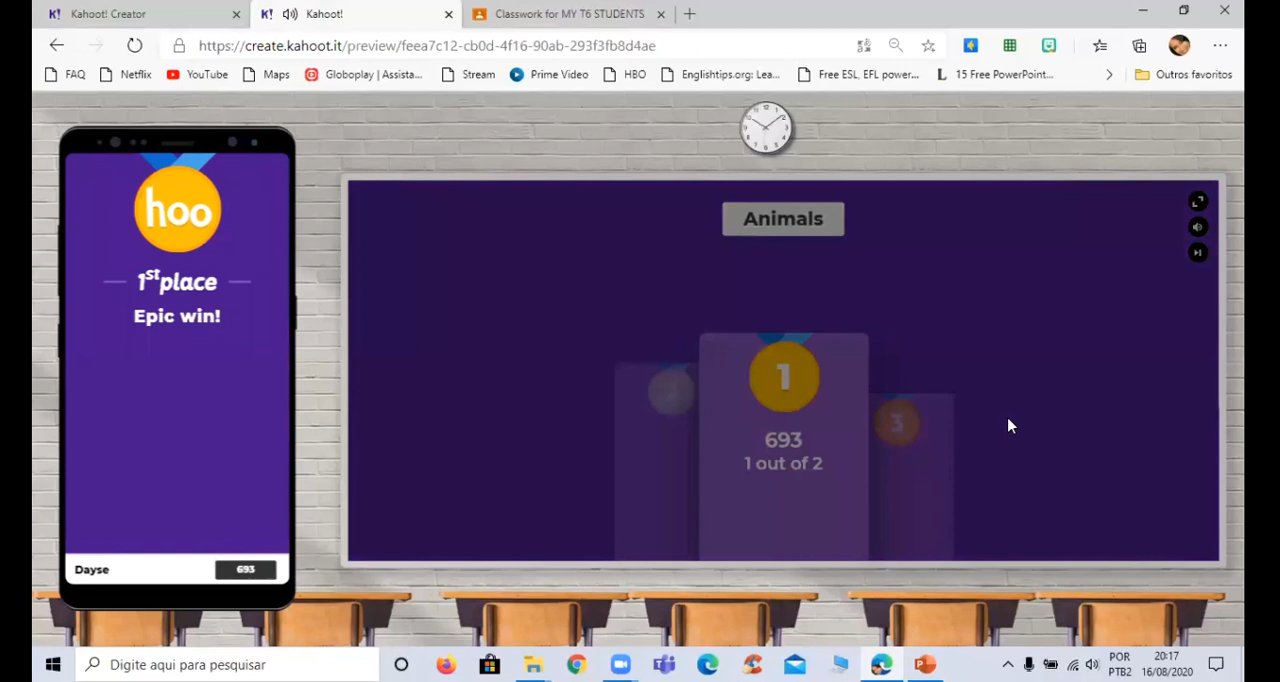 K! Kahoot! Creator
K! Kahoot!
Classwork for MY T6 STUDENTS
https://create.kahoot.it/preview/feea7c12-cb0d-4f16-90ab-293f3fb8d4ae
FAQ
Netflix
YouTube
Maps
Globoplay | Assista...
Stream
Prime Video
HBO
Englishtips.org: Lea...
Free ESL, EFL power...
L 15 Free PowerPoint...
Outros favoritos
hoo
1st place
Epic win!
Dayse 693
Animals
2
1
3
693
1 out of 2
Digite aqui para pesquisar
POR
PTB2
20:17
16/08/2020